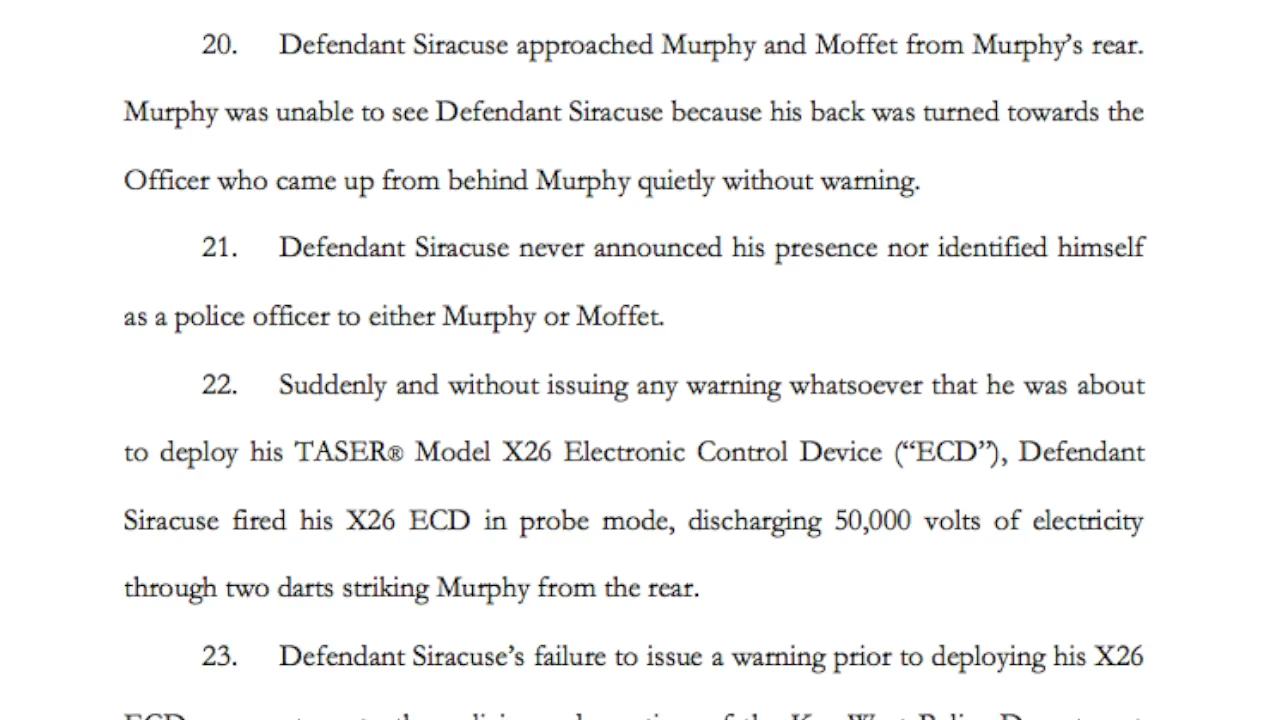 20. Defendant Siracuse approached Murphy and Moffet from Murphy's rear.
Murphy was unable to see Defendant Siracuse because his back was turned towards the
Officer who came up from behind Murphy quietly without warning.
21. Defendant Siracuse never announced his presence nor identified himself
as a police officer to either Murphy or Moffet.
22. Suddenly and without issuing any warning whatsoever that he was about
to deploy his TASER® Model X26 Electronic Control Device (“ECD”), Defendant
Siracuse fired his X26 ECD in probe mode, discharging 50,000 volts of electricity
through two darts striking Murphy from the rear.
23. Defendant Siracuse's failure to issue a warning prior to deploying his X26
ECD